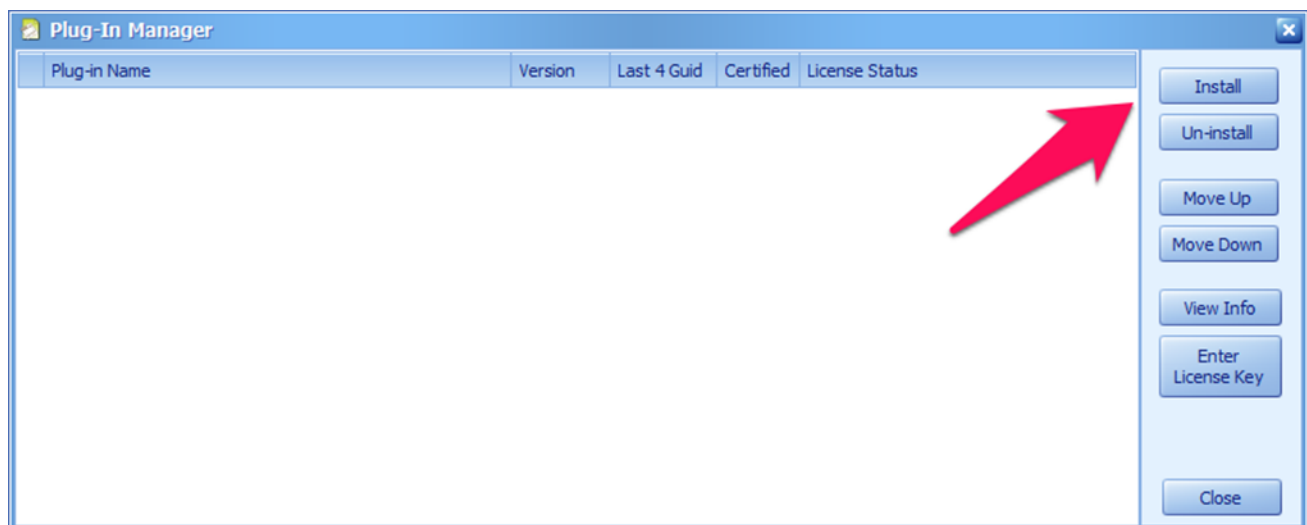 Plug-In Manager
Plug-in Name Version Last 4 Guid Certified License Status
Install
Un-install
Move Up
Move Down
View Info
Enter
License Key
Close